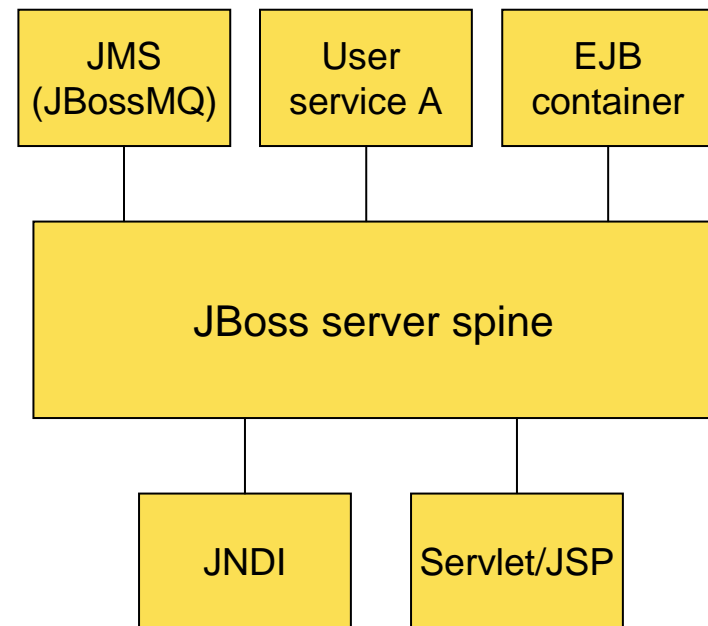 JMS
(JBossMQ)
User
service A
EJB
container
JBoss server spine
JNDI
Servlet/JSP